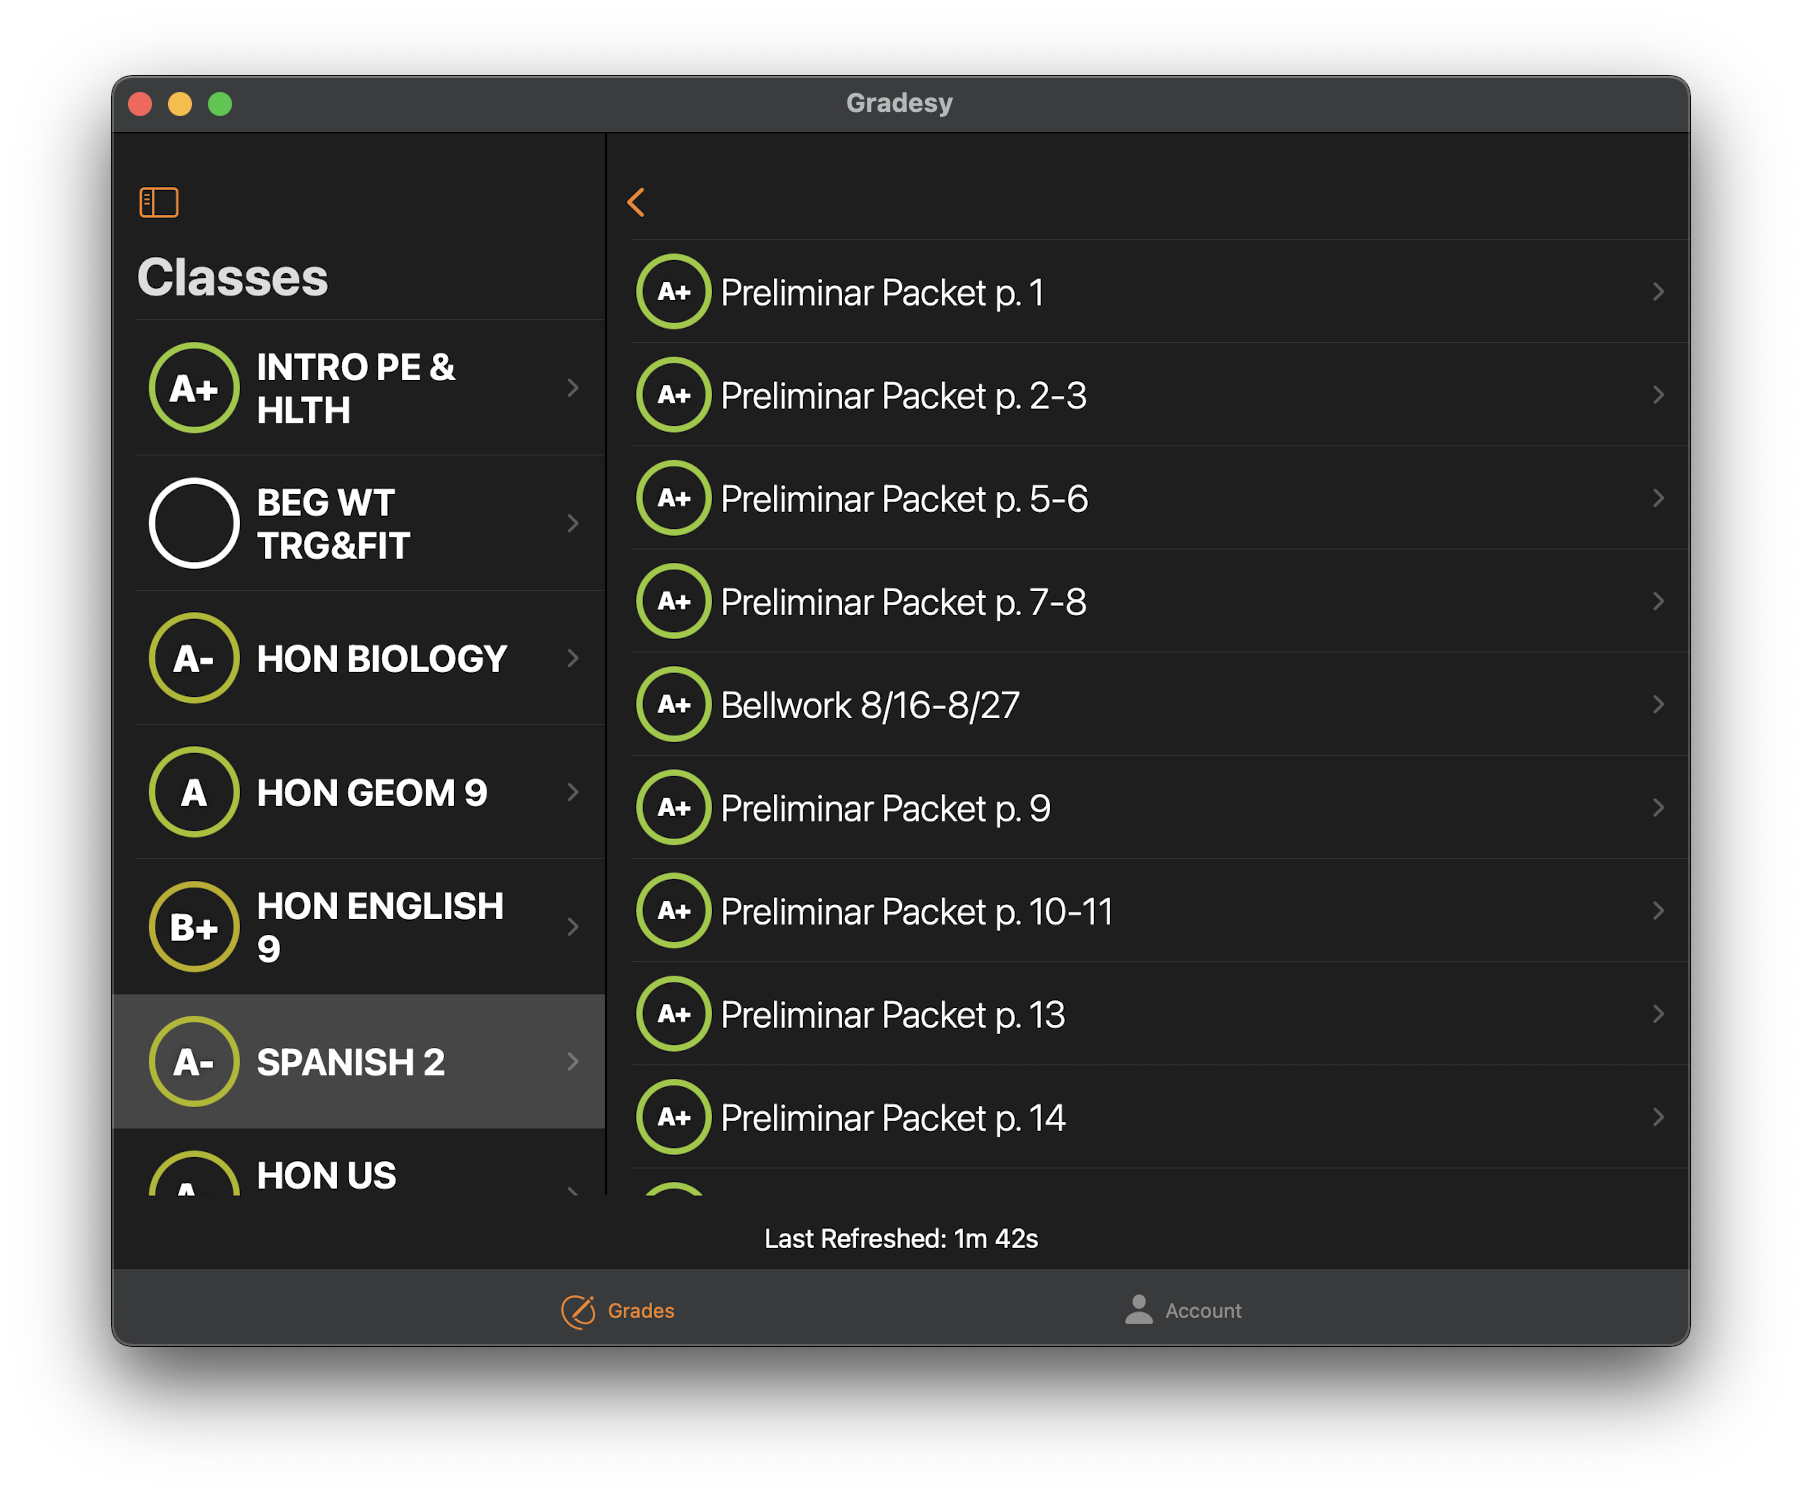 Gradesy
Classes
A+
INTRO PE &
HLTH
BEG WT
TRG&FIT
A-
HON BIOLOGY
A
HON GEOM 9
B+
HON ENGLISH
9
A-
SPANISH 2
HON US
A+ Preliminar Packet p. 1
A+ Preliminar Packet p. 2-3
A+ Preliminar Packet p. 5-6
A+ Preliminar Packet p. 7-8
A+ Bellwork 8/16-8/27
A+ Preliminar Packet p. 9
A+ Preliminar Packet p. 10-11
A+ Preliminar Packet p. 13
A+ Preliminar Packet p. 14
Last Refreshed: 1m 42s
Grades
Account